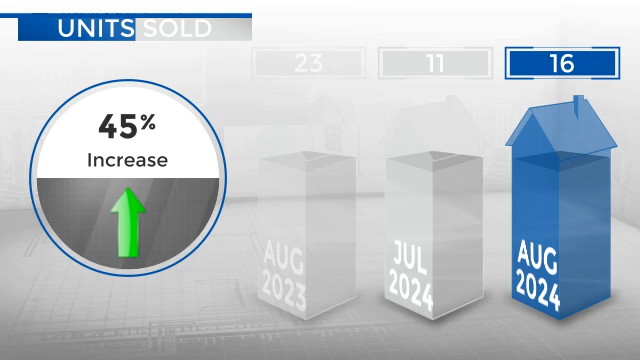 UNITS SOLD
23
11
16
45%
Increase
AUG
2023
JUL
2024
AUG
2024